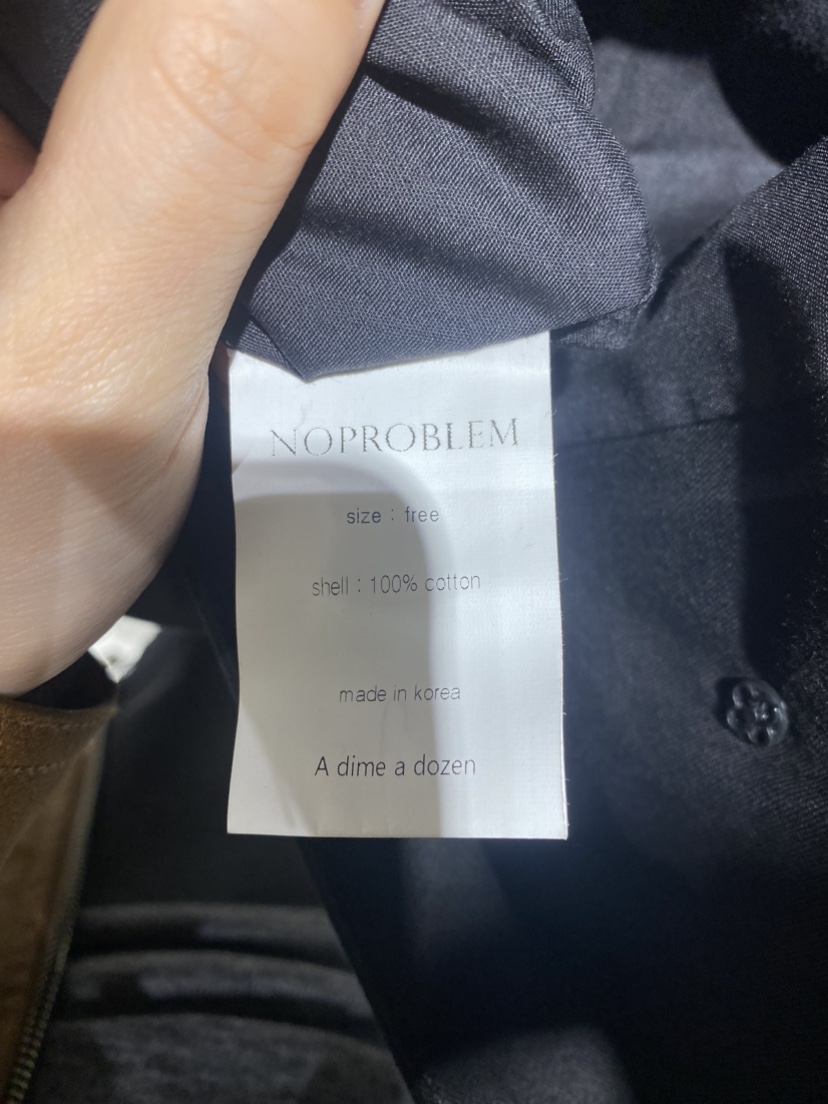 NOPROBLEM
size : free
shell : 100% cotton
made in korea
A dime a dozen